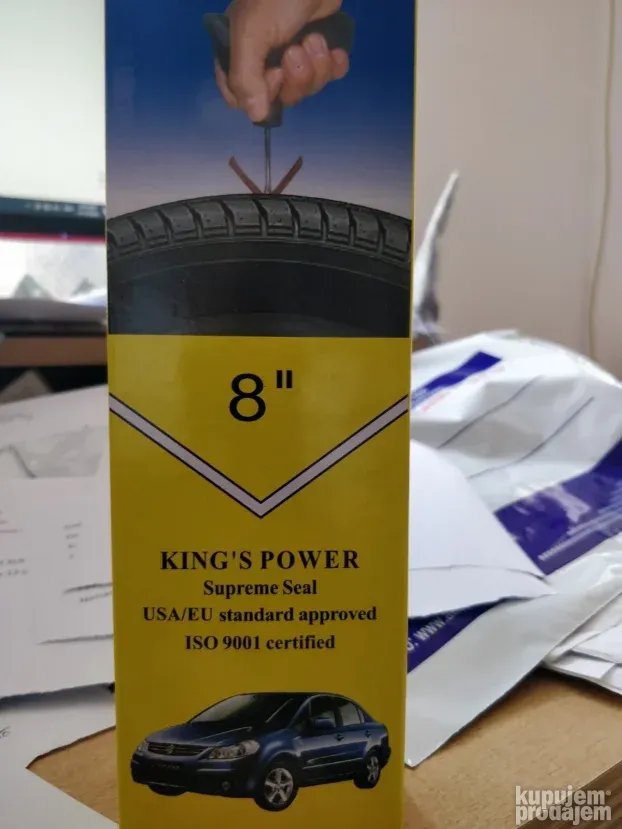 8"
KING'S POWER
Supreme Seal
USA/EU standard approved
ISO 9001 certified
kupujem
prodajem